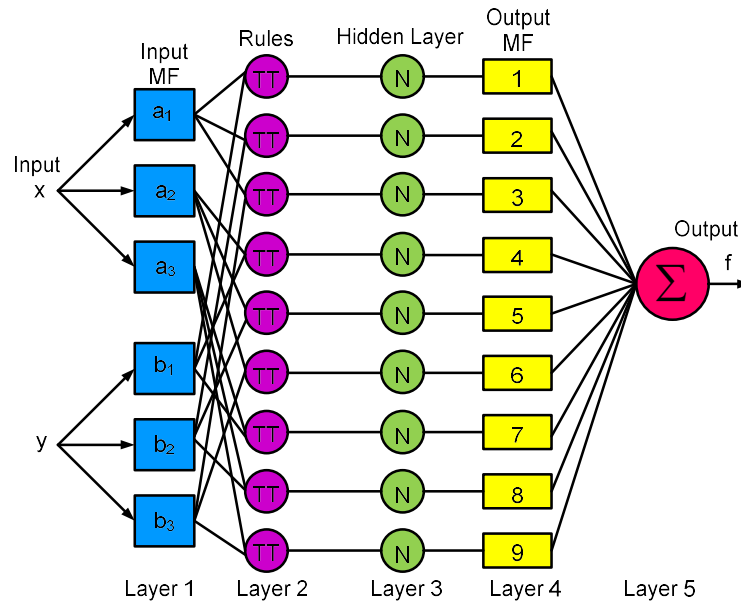 Input
MF
Rules
Hidden Layer
Output
MF
a1
a2
a3
b1
b2
b3
Input
x
y
TT
TT
TT
TT
TT
TT
TT
TT
TT
N
N
N
N
N
N
N
N
N
1
2
3
4
5
6
7
8
9
Output
f
Σ
Layer 1
Layer 2
Layer 3
Layer 4
Layer 5